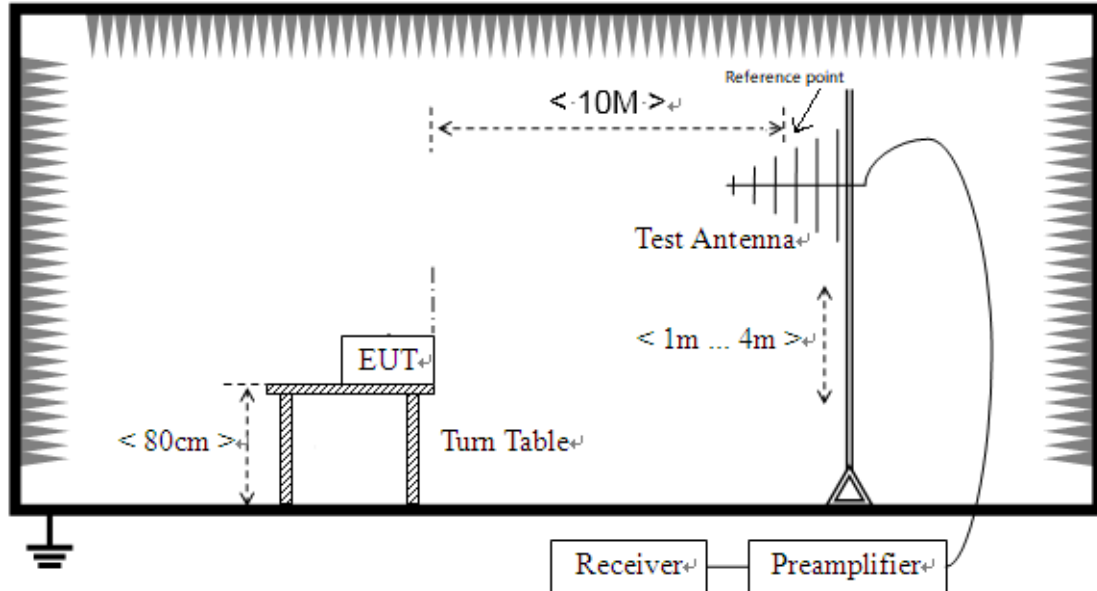 Reference point
< ·10M >↵
Test Antenna↵
< 1m ... 4m >↵
EUT↵
< 80cm >↵
Turn Table↵
Receiver↵
Preamplifier↵